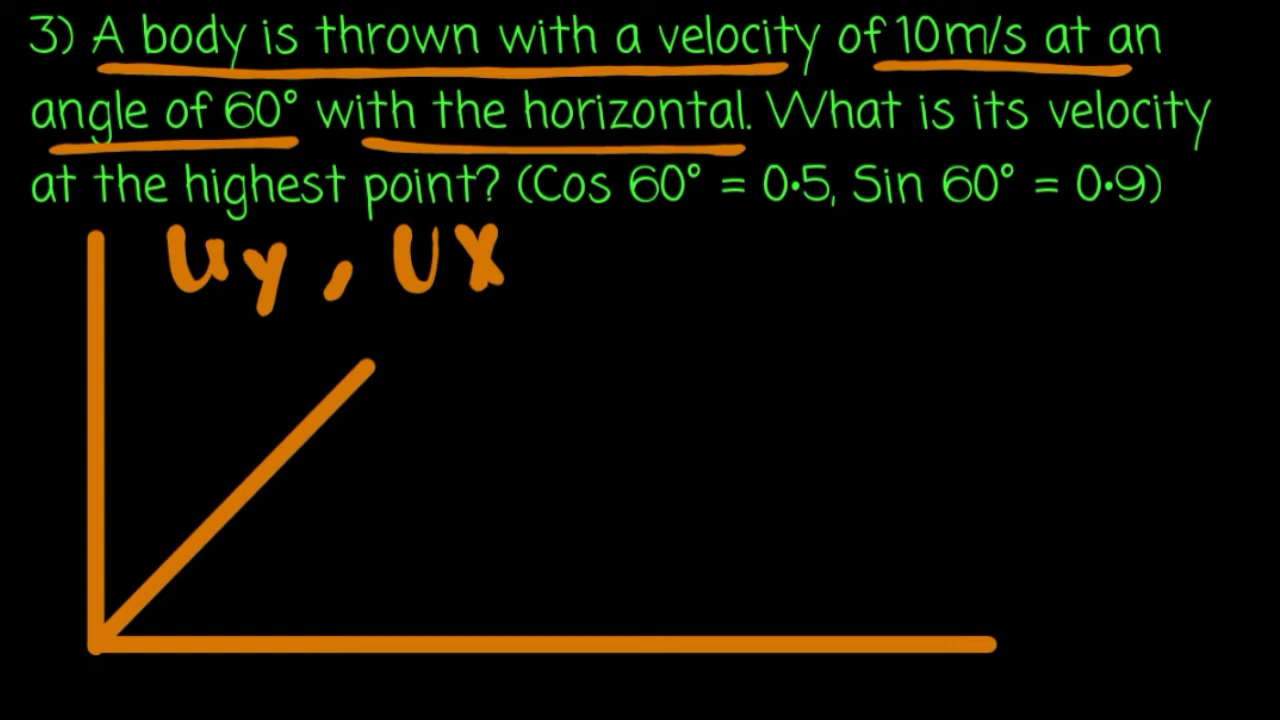 3) A body is thrown with a velocity of 10m/s at an
angle of 60° with the horizontal. What is its velocity
at the highest point? (Cos 60° = 0•5, Sin 60° = 0•9)
uy, ux